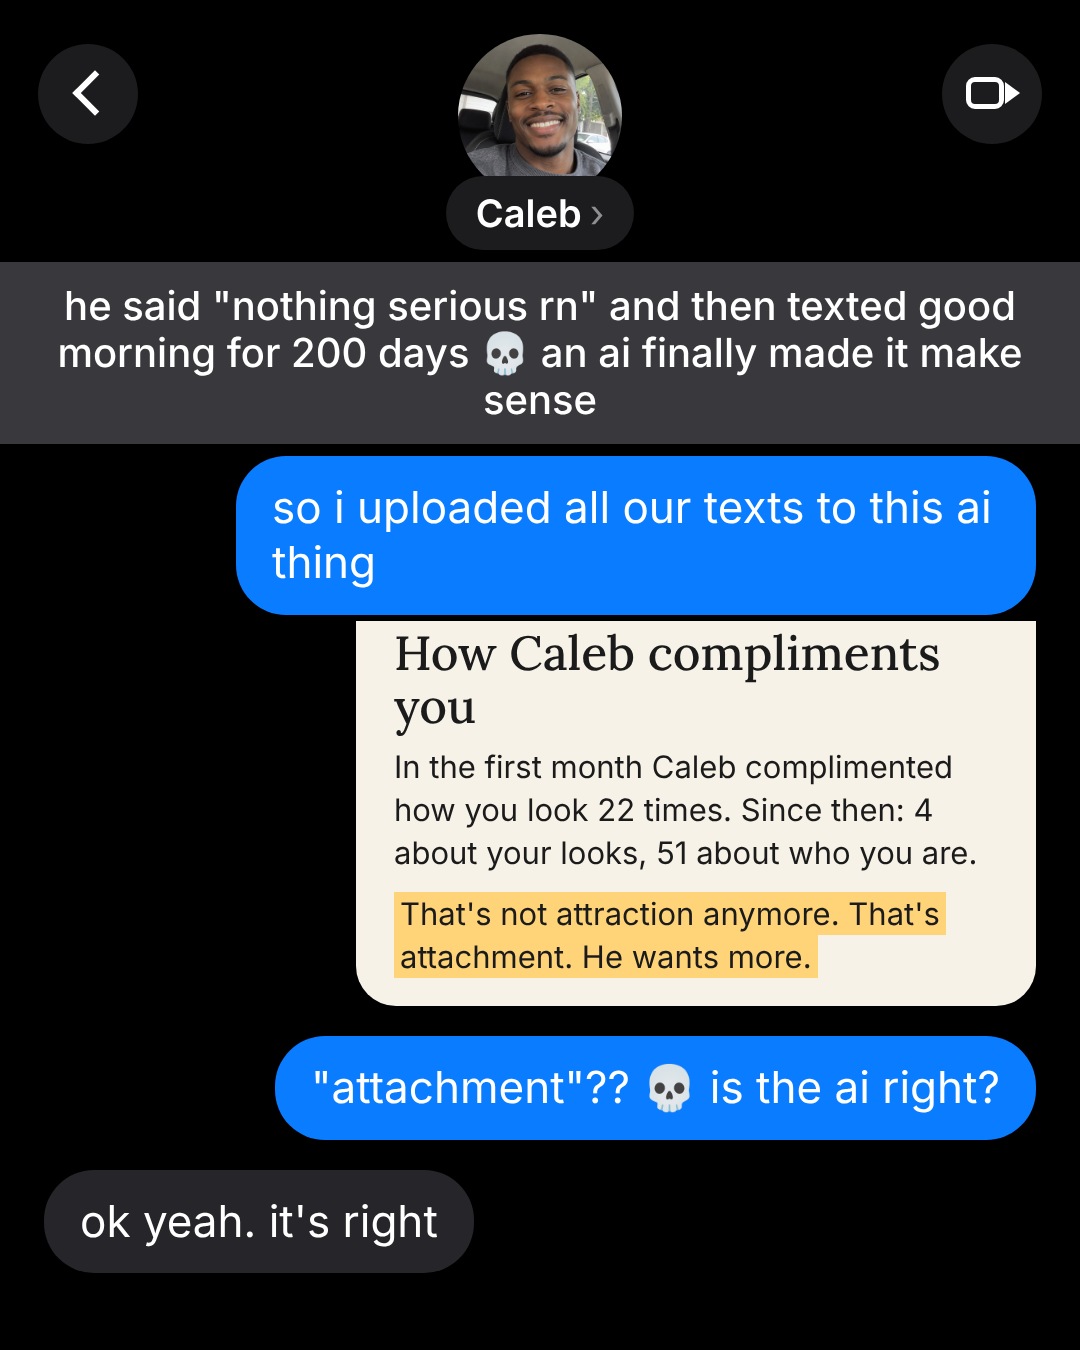 Caleb ›
he said "nothing serious rn" and then texted good
morning for 200 days 💀 an ai finally made it make
sense
so i uploaded all our texts to this ai
thing
How Caleb compliments
you
In the first month Caleb complimented
how you look 22 times. Since then: 4
about your looks, 51 about who you are.
That's not attraction anymore. That's
attachment. He wants more.
"attachment"?? 💀 is the ai right?
ok yeah. it's right